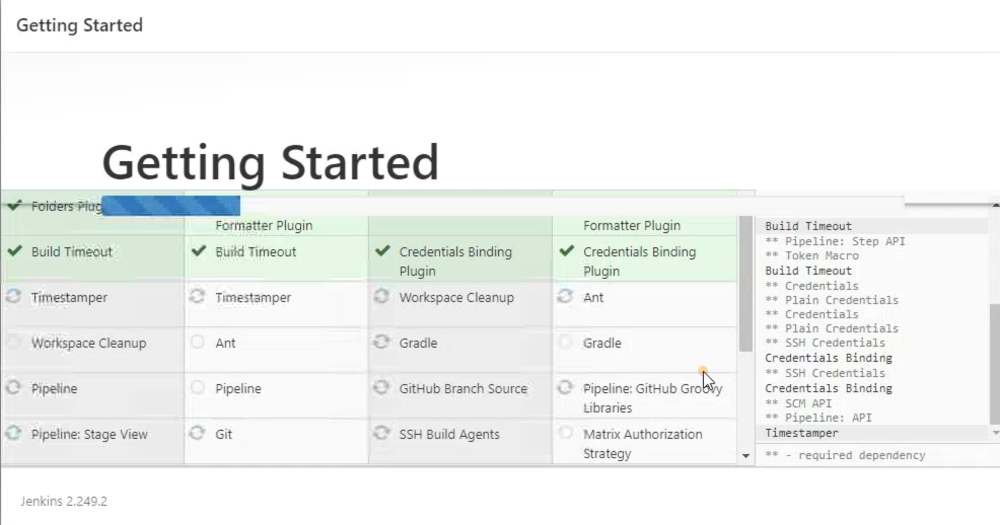 Getting Started
Getting Started
Folders Plug
Formatter Plugin
Formatter Plugin
Build Timeout
Build Timeout
Credentials Binding
Plugin
Credentials Binding
Plugin
Timestamper
Timestamper
Workspace Cleanup
Ant
Workspace Cleanup
Ant
Gradle
Gradle
Pipeline
Pipeline
GitHub Branch Source
Pipeline: GitHub Groovy
Libraries
Pipeline: Stage View
Git
SSH Build Agents
Matrix Authorization
Strategy
Build Timeout
** Pipeline: Step API
** Token Macro
Build Timeout
** Credentials
** Plain Credentials
** Credentials
** Plain Credentials
** SSH Credentials
Credentials Binding
** SSH Credentials
Credentials Binding
** SCM API
** Pipeline: API
Timestamper
** - required dependency
Jenkins 2.249.2